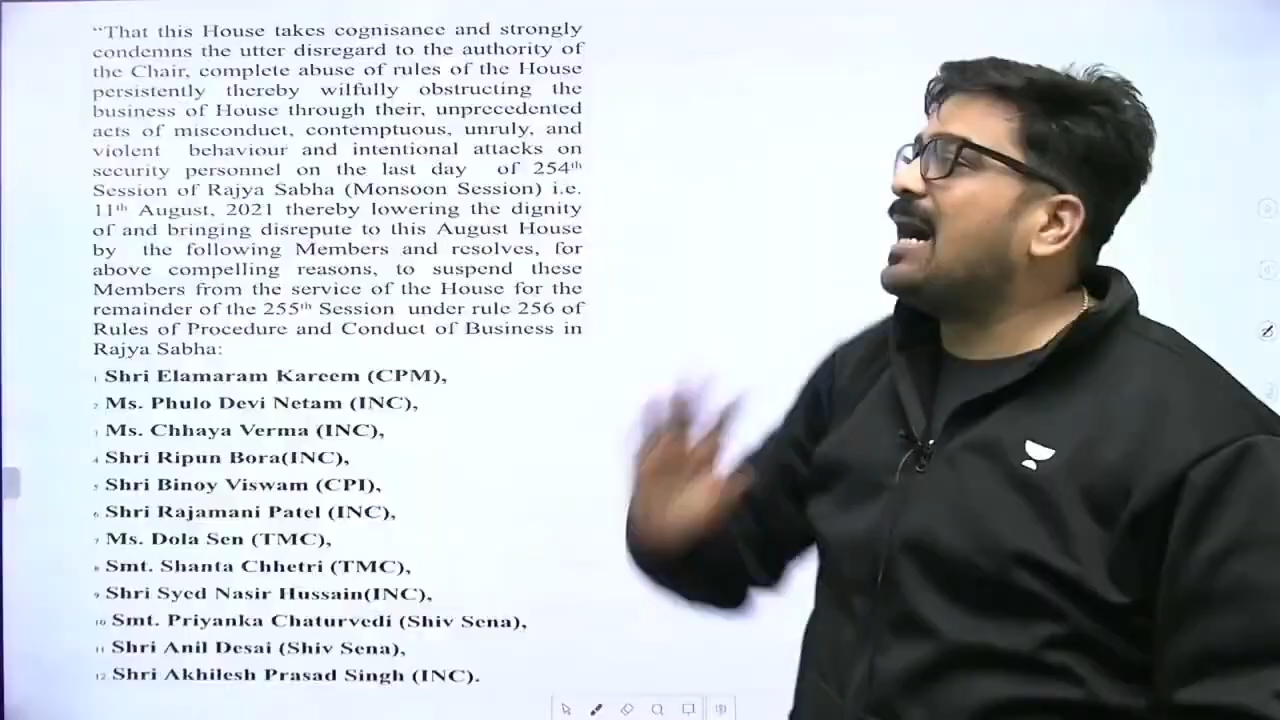 “That this House takes cognisance and strongly
condemns the utter disregard to the authority of
the Chair, complete abuse of rules of the House
persistently thereby wilfully obstructing the
business of House through their, unprecedented
acts of misconduct, contemptuous, unruly, and
violent behaviour and intentional attacks on
security personnel on the last day of 254th
Session of Rajya Sabha (Monsoon Session) i.e.
11th August, 2021 thereby lowering the dignity
of and bringing disrepute to this August House
by the following Members and resolves, for
above compelling reasons, to suspend these
Members from the service of the House for the
remainder of the 255th Session under rule 256 of
Rules of Procedure and Conduct of Business in
Rajya Sabha:
1 Shri Elamaram Kareem (CPM),
2 Ms. Phulo Devi Netam (INC),
3 Ms. Chhaya Verma (INC),
4 Shri Ripun Bora(INC),
5 Shri Binoy Viswam (CPI),
6 Shri Rajamani Patel (INC),
7 Ms. Dola Sen (TMC),
8 Smt. Shanta Chhetri (TMC),
9 Shri Syed Nasir Hussain(INC),
10 Smt. Priyanka Chaturvedi (Shiv Sena),
11 Shri Anil Desai (Shiv Sena),
12 Shri Akhilesh Prasad Singh (INC).